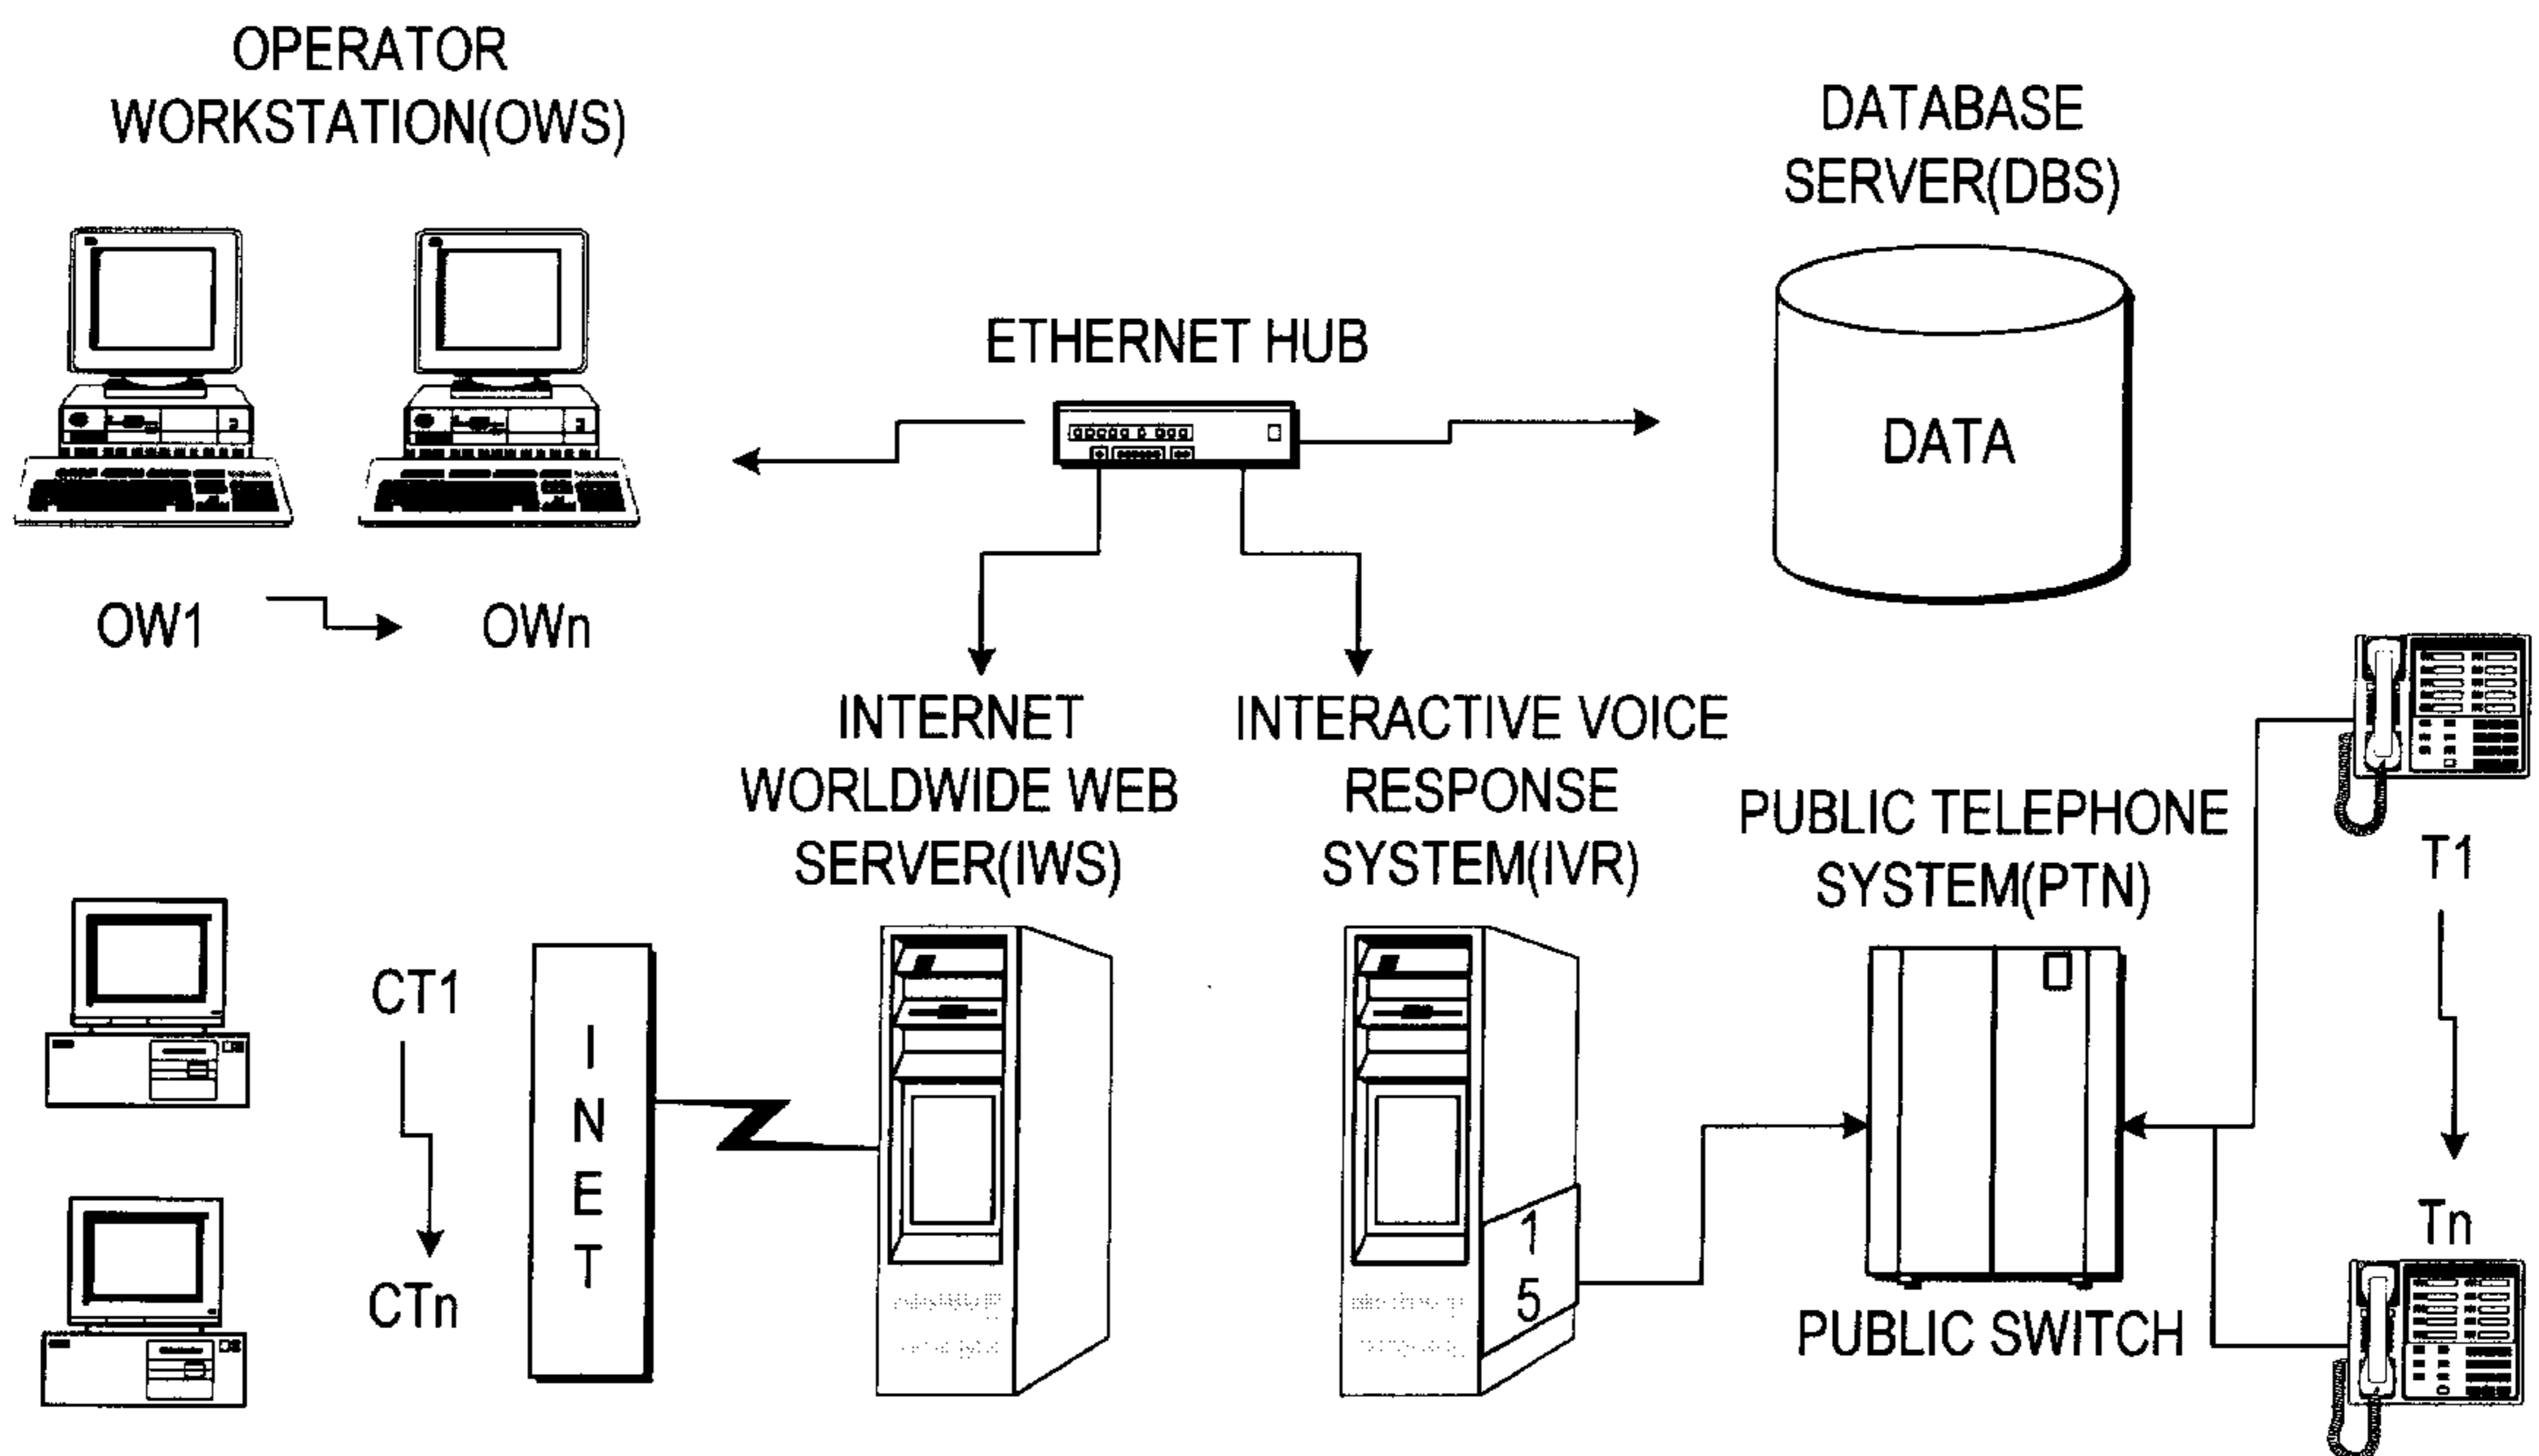 OPERATOR
WORKSTATION(OWS)
DATABASE
SERVER(DBS)
ETHERNET HUB
DATA
OW1
OWn
INTERNET
WORLDWIDE WEB
SERVER(IWS)
INTERACTIVE VOICE
RESPONSE
SYSTEM(IVR)
PUBLIC TELEPHONE
SYSTEM(PTN)
T1
CT1
I
N
E
T
CTn
1
5
Tn
PUBLIC SWITCH